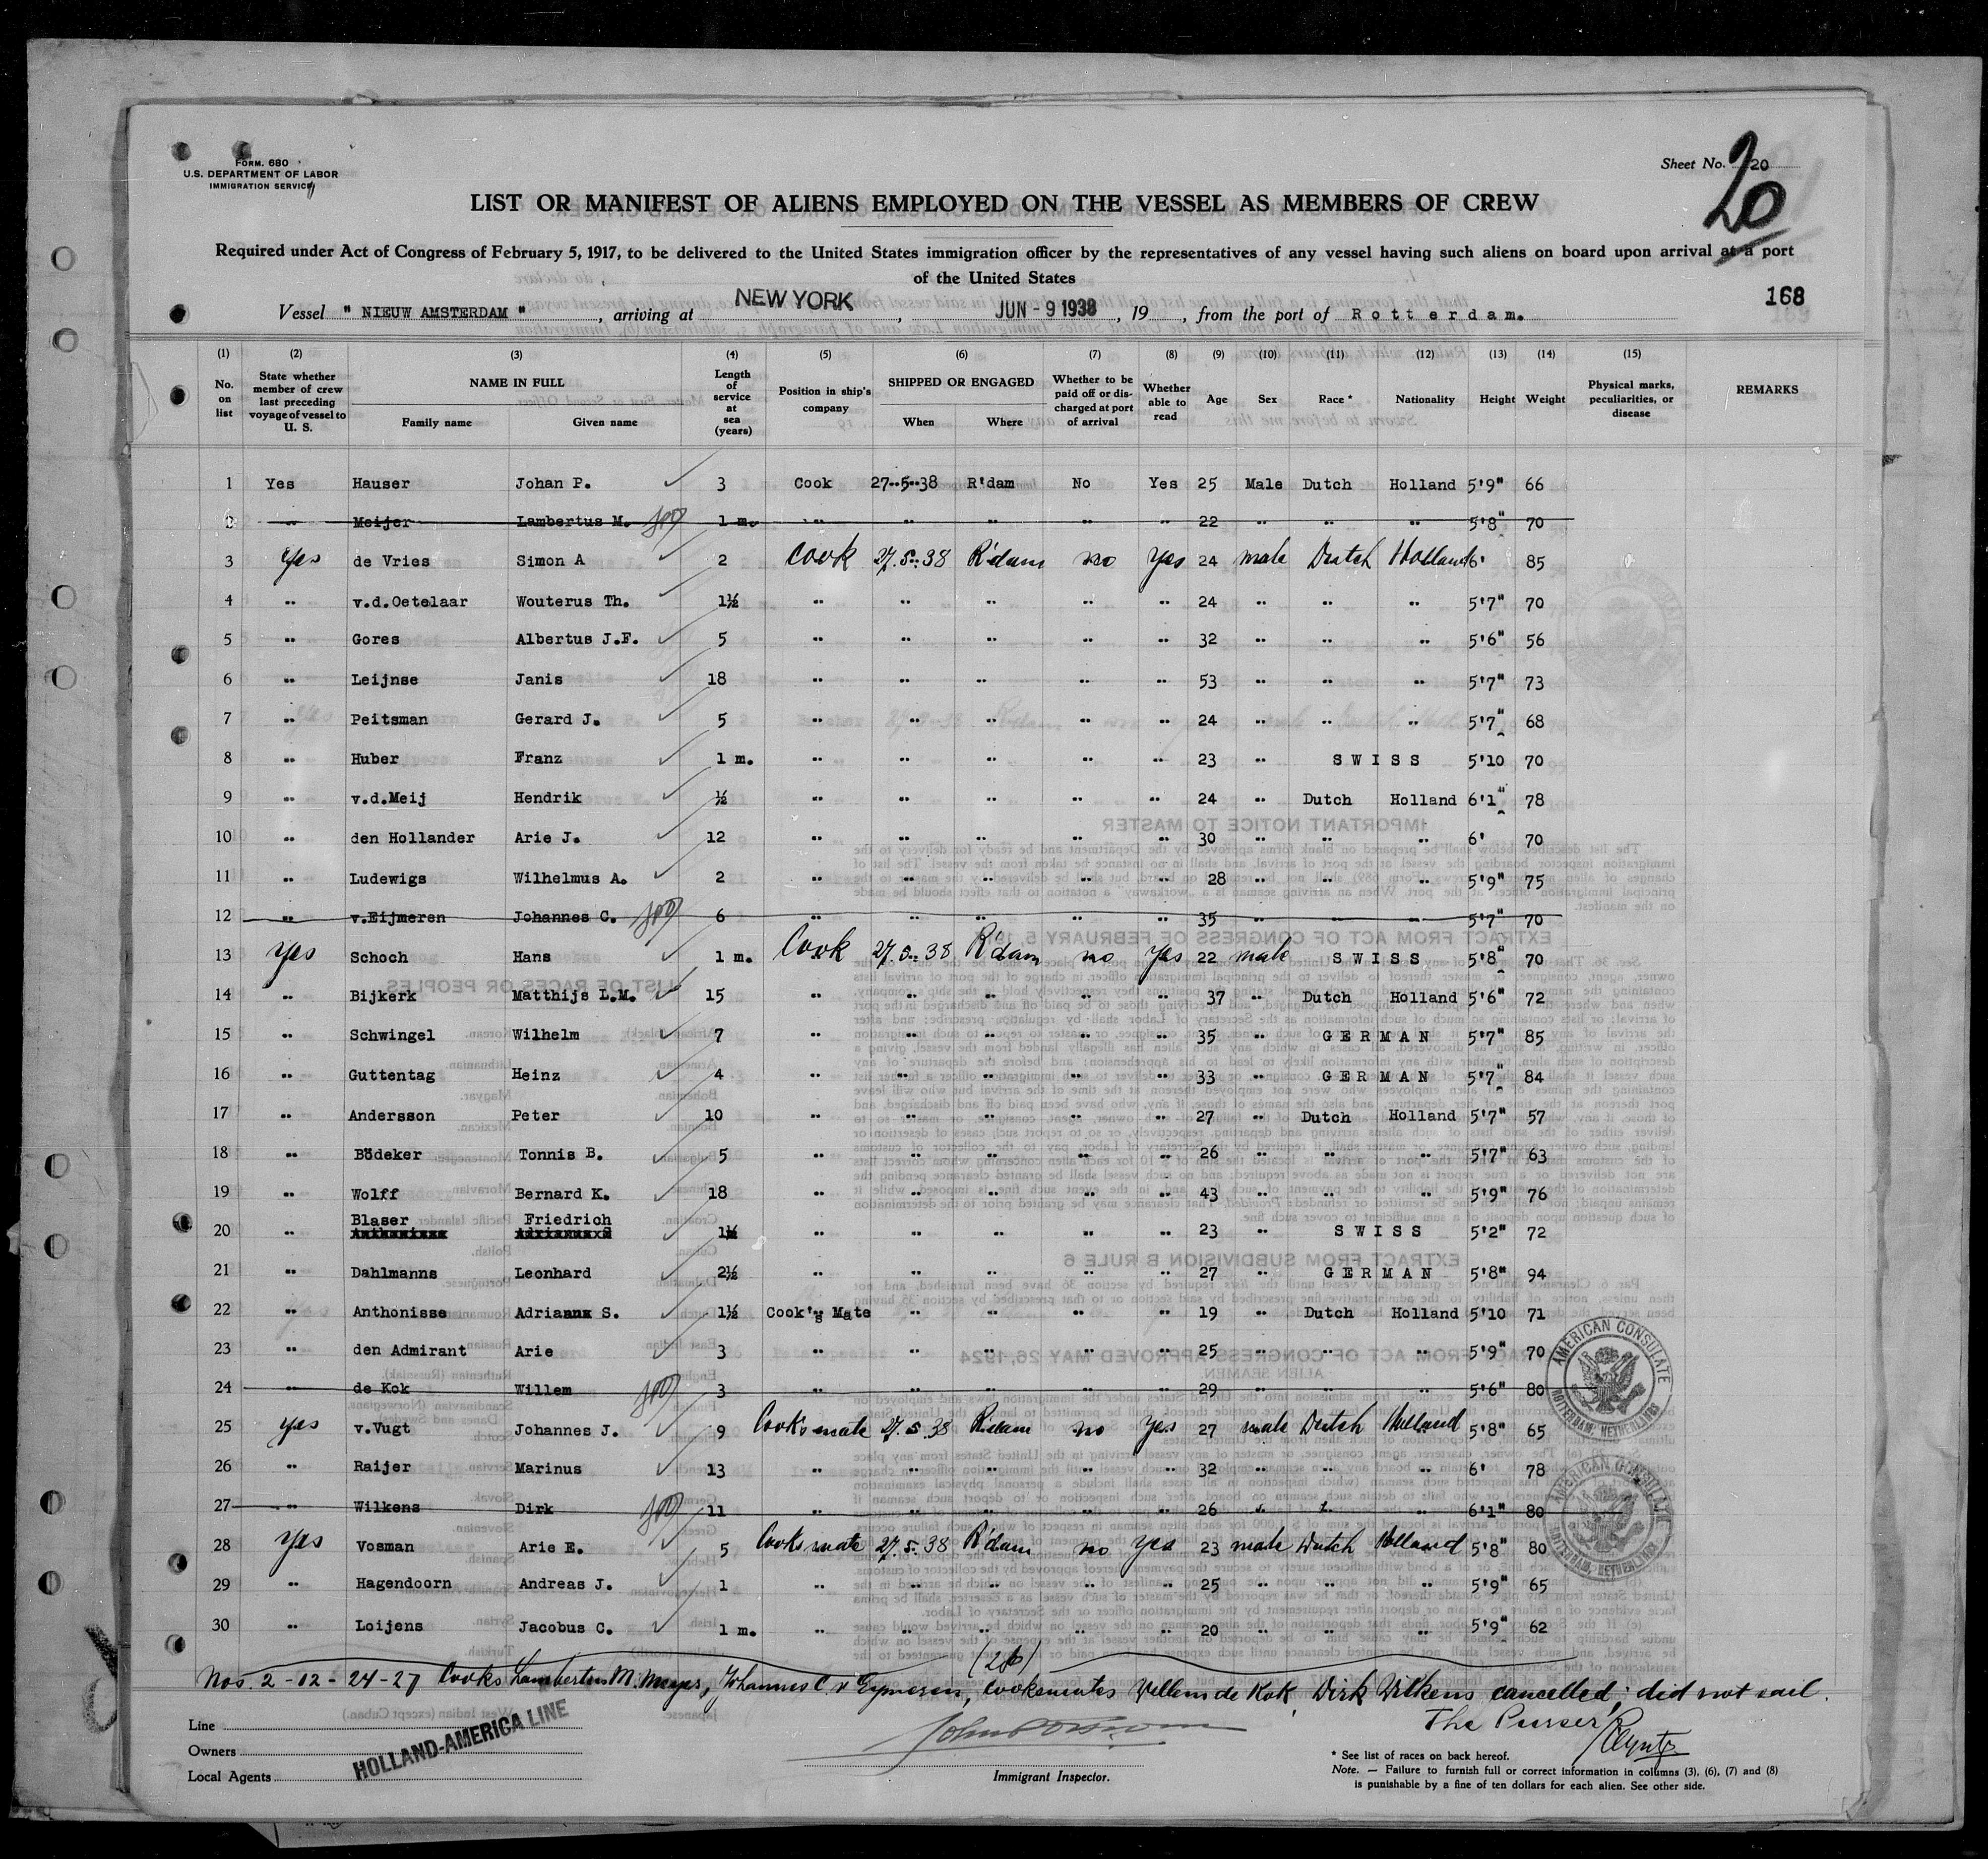 FORM. 680
U.S. DEPARTMENT OF LABOR
IMMIGRATION SERVICE
Sheet No. 20
20
LIST OR MANIFEST OF ALIENS EMPLOYED ON THE VESSEL AS MEMBERS OF CREW
Required under Act of Congress of February 5, 1917, to be delivered to the United States immigration officer by the representatives of any vessel having such aliens on board upon arrival at a port
of the United States
168
Vessel " NIEUW AMSTERDAM " , arriving at NEW YORK , JUN - 9 1938 , 19 , from the port of Rotterdam.
(1) (2) (3) (4) (5) (6) (7) (8) (9) (10) (11) (12) (13) (14) (15)
No. on list State whether member of crew last preceding voyage of vessel to U. S. NAME IN FULL Family name Given name Length of service at sea (years) Position in ship's company SHIPPED OR ENGAGED When Where Whether to be paid off or discharged at port of arrival Whether able to read Age Sex Race * Nationality Height Weight Physical marks, peculiarities, or disease REMARKS
1 Yes Hauser Johan P. 3 Cook 27-5-38 R'dam No Yes 25 Male Dutch Holland 5'9" 66
2 " Meijer Lambertus M. 1 m. " " " " " 22 " " " 5'8" 70
3 Yes de Vries Simon A 2 Cook 27.5.38 R'dam no Yes 24 male Dutch Holland 6' 85
4 " v.d.Oetelaar Wouterus Th. 1½ " " " " " 24 " " " 5'7" 70
5 " Gores Albertus J.F. 5 " " " " " 32 " " " 5'6" 56
6 " Leijnse Janis 18 " " " " " 53 " " " 5'7" 73
7 " Peitsman Gerard J. 5 " " " " " 24 " " " 5'7" 68
8 " Huber Franz 1 m. " " " " " 23 " SWISS 5'10 70
9 " v.d.Meij Hendrik ½ " " " " " 24 " Dutch Holland 6'1" 78
10 " den Hollander Arie J. 12 " " " " " 30 " " " 6' 70
11 " Ludewigs Wilhelmus A. 2 " " " " " 28 " " " 5'9" 75
12 " v.Eijmeren Johannes C. 6 " " " " " 35 " " " 5'7" 70
13 yes Schoch Hans 1 m. Cook 27.5.38 R'dam no Yes 22 male SWISS 5'8" 70
14 " Bijkerk Matthijs L.M. 15 " " " " " 37 " Dutch Holland 5'6" 72
15 " Schwingel Wilhelm 7 " " " " " 35 " GERMAN 5'7" 85
16 " Guttentag Heinz 4 " " " " " 33 " GERMAN 5'7" 84
17 " Andersson Peter 10 " " " " " 27 " Dutch Holland 5'7" 57
18 " Bödeker Tonnis B. 5 " " " " " 26 " " " 5'7" 63
19 " Wolff Bernard K. 18 " " " " " 43 " " " 5'9" 76
20 " Blaser Friedrich 1½ " " " " " 23 " SWISS 5'2" 72
21 " Dahlmanns Leonhard 2½ " " " " " 27 " GERMAN 5'8" 94
22 " Anthonisse Adrianus S. 1½ Cook's Mate " " " " 19 " Dutch Holland 5'10 71
23 " den Admirant Arie 3 " " " " " 25 " " " 5'9" 70
24 " de Kok Willem 3 " " " " " 29 " " " 5'6" 80
25 yes v.Vugt Johannes J. 9 Cooks mate 27.5.38 R'dam no Yes 27 male Dutch Holland 5'8" 65
26 " Raijer Marinus 13 " " " " " 32 " " " 6' 78
27 " Wilkens Dirk 11 " " " " " 26 " " " 6'1" 80
28 yes Vosman Arie E. 5 Cooks mate 27.5.38 R'dam no Yes 23 male Dutch Holland 5'8" 80
29 " Hagendoorn Andreas J. 1 " " " " " 25 " " " 5'9" 65
30 " Loijens Jacobus C. 1 m. " " " " " 20 " " " 5'9" 62
AMERICAN CONSULATE
ROTTERDAM, NETHERLANDS
AMERICAN CONSULATE
ROTTERDAM, NETHERLANDS
(26)
Nos. 2-12-24-27 Cooks Lambertus M. Meyer, Johannes C. v Eymeren, cooksmates Willem de Kok Dirk Wilkens cancelled; did not sail.
The Purser
Line
Owners
Local Agents
HOLLAND-AMERICA LINE
Immigrant Inspector.
* See list of races on back hereof.
Note. — Failure to furnish full or correct information in columns (3), (6), (7) and (8)
is punishable by a fine of ten dollars for each alien. See other side.